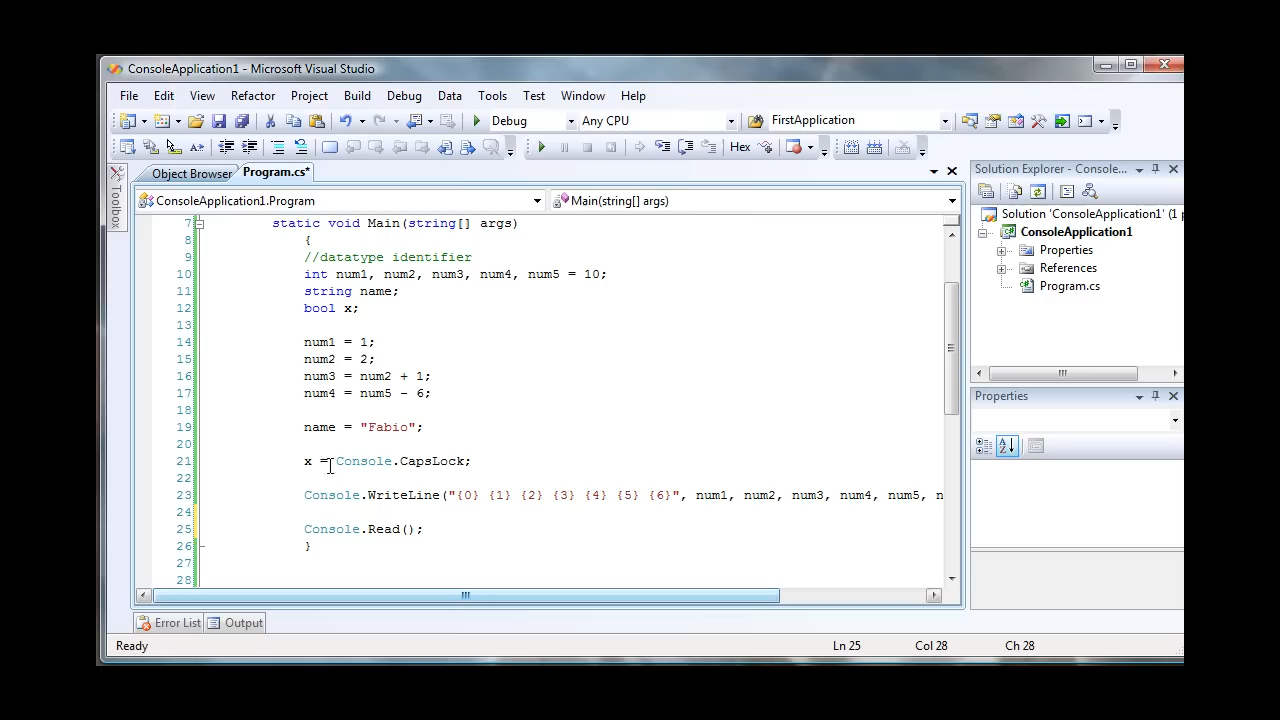 ConsoleApplication1 - Microsoft Visual Studio
File Edit View Refactor Project Build Debug Data Tools Test Window Help
Debug Any CPU FirstApplication
Hex
Toolbox
Object Browser Program.cs*
ConsoleApplication1.Program Main(string[] args)
7 static void Main(string[] args)
8 {
9 //datatype identifier
10 int num1, num2, num3, num4, num5 = 10;
11 string name;
12 bool x;
13
14 num1 = 1;
15 num2 = 2;
16 num3 = num2 + 1;
17 num4 = num5 - 6;
18
19 name = "Fabio";
20
21 x = Console.CapsLock;
22
23 Console.WriteLine("{0} {1} {2} {3} {4} {5} {6}", num1, num2, num3, num4, num5, n
24
25 Console.Read();
26 }
27
28
Solution Explorer - Console...
Solution 'ConsoleApplication1' (1 p
ConsoleApplication1
Properties
References
Program.cs
Properties
Error List Output
Ready Ln 25 Col 28 Ch 28